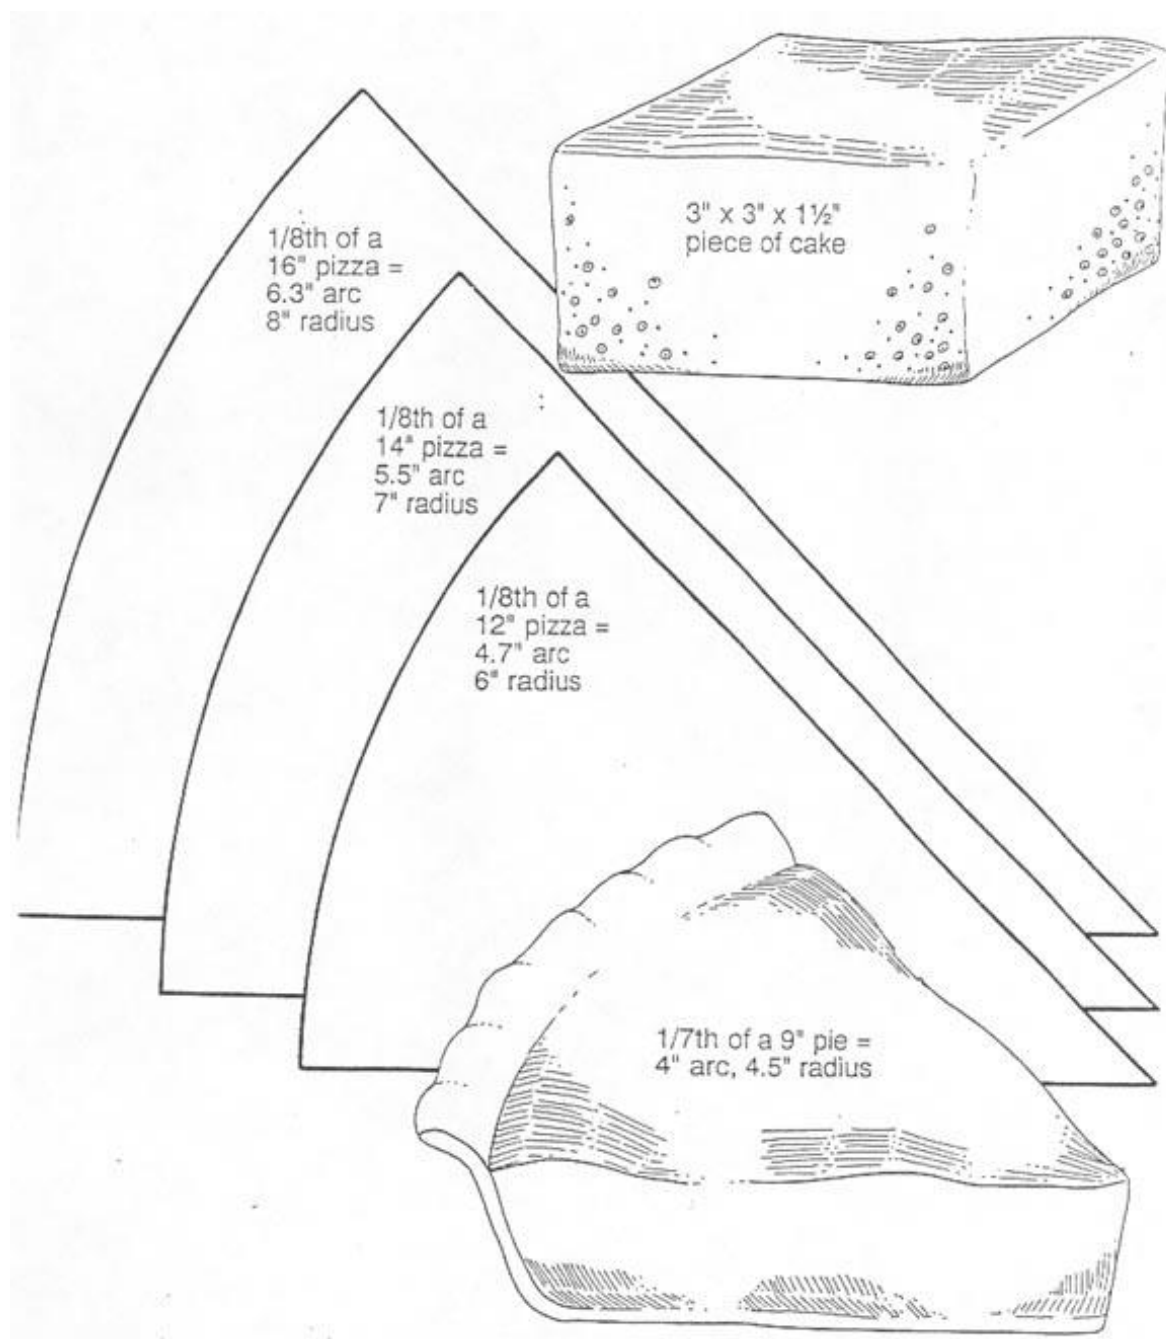 3" x 3" x 1½"
piece of cake
1/8th of a
16" pizza =
6.3" arc
8" radius
1/8th of a
14" pizza =
5.5" arc
7" radius
1/8th of a
12" pizza =
4.7" arc
6" radius
1/7th of a 9" pie =
4" arc, 4.5" radius